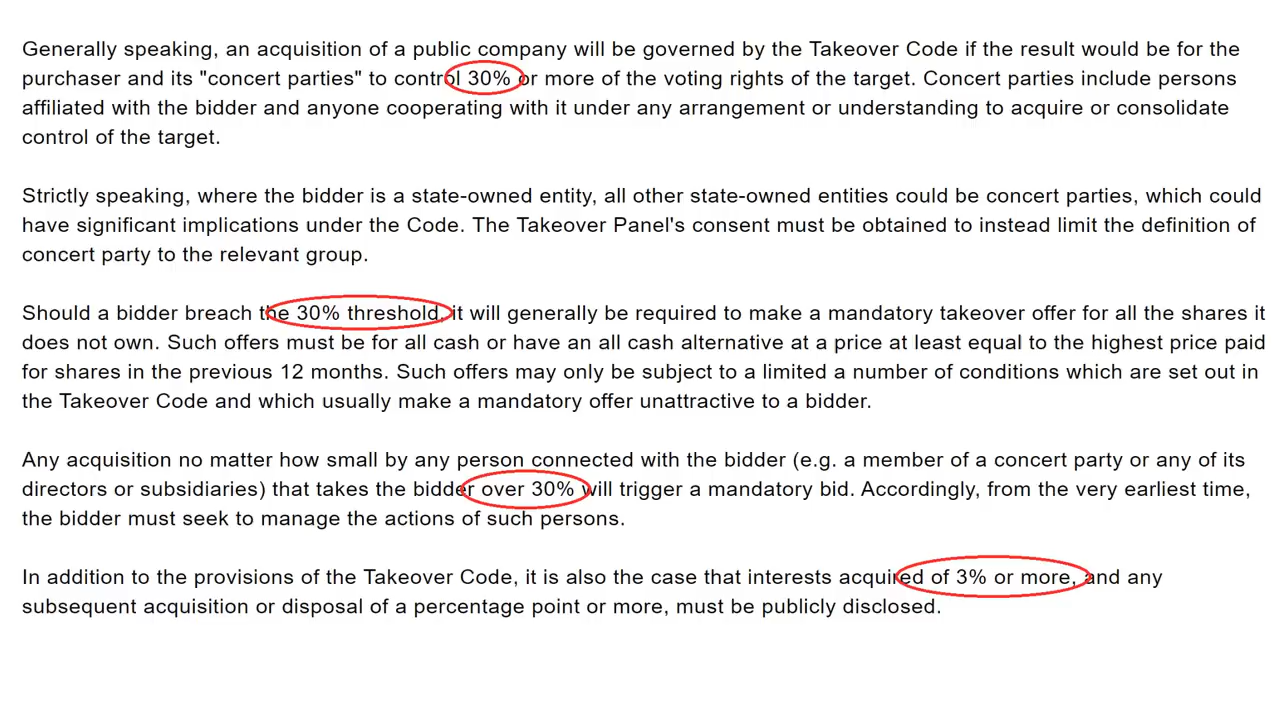 Generally speaking, an acquisition of a public company will be governed by the Takeover Code if the result would be for the
purchaser and its "concert parties" to control 30% or more of the voting rights of the target. Concert parties include persons
affiliated with the bidder and anyone cooperating with it under any arrangement or understanding to acquire or consolidate
control of the target.
Strictly speaking, where the bidder is a state-owned entity, all other state-owned entities could be concert parties, which could
have significant implications under the Code. The Takeover Panel's consent must be obtained to instead limit the definition of
concert party to the relevant group.
Should a bidder breach the 30% threshold, it will generally be required to make a mandatory takeover offer for all the shares it
does not own. Such offers must be for all cash or have an all cash alternative at a price at least equal to the highest price paid
for shares in the previous 12 months. Such offers may only be subject to a limited a number of conditions which are set out in
the Takeover Code and which usually make a mandatory offer unattractive to a bidder.
Any acquisition no matter how small by any person connected with the bidder (e.g. a member of a concert party or any of its
directors or subsidiaries) that takes the bidder over 30% will trigger a mandatory bid. Accordingly, from the very earliest time,
the bidder must seek to manage the actions of such persons.
In addition to the provisions of the Takeover Code, it is also the case that interests acquired of 3% or more, and any
subsequent acquisition or disposal of a percentage point or more, must be publicly disclosed.